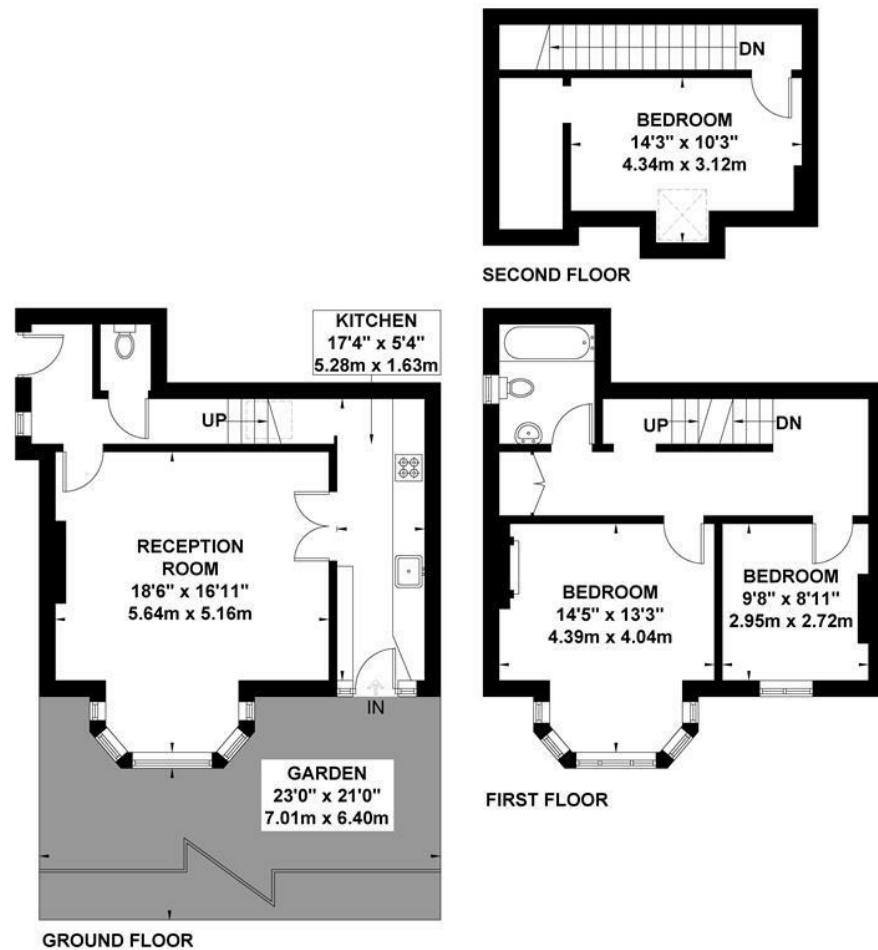 DN
BEDROOM
14'3" x 10'3"
4.34m x 3.12m
SECOND FLOOR
KITCHEN
17'4" x 5'4"
5.28m x 1.63m
UP
RECEPTION
ROOM
18'6" x 16'11"
5.64m x 5.16m
IN
GARDEN
23'0" x 21'0"
7.01m x 6.40m
GROUND FLOOR
UP
DN
BEDROOM
14'5" x 13'3"
4.39m x 4.04m
BEDROOM
9'8" x 8'11"
2.95m x 2.72m
FIRST FLOOR